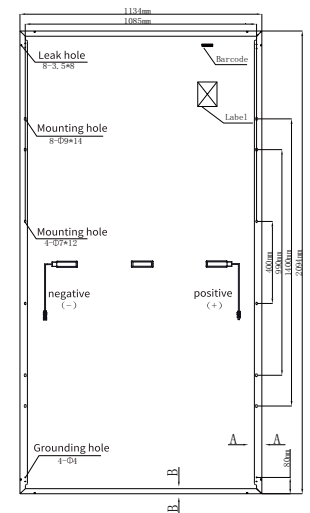 1134mm
1085mm
Leak hole
8-3.5*8
Barcode
Label
Mounting hole
8-Φ9*14
Mounting hole
4-Φ7*12
400mm
990mm
1400mm
2094mm
negative
(-)
positive
(+)
Grounding hole
4-Φ4
A
A
80mm
B
B